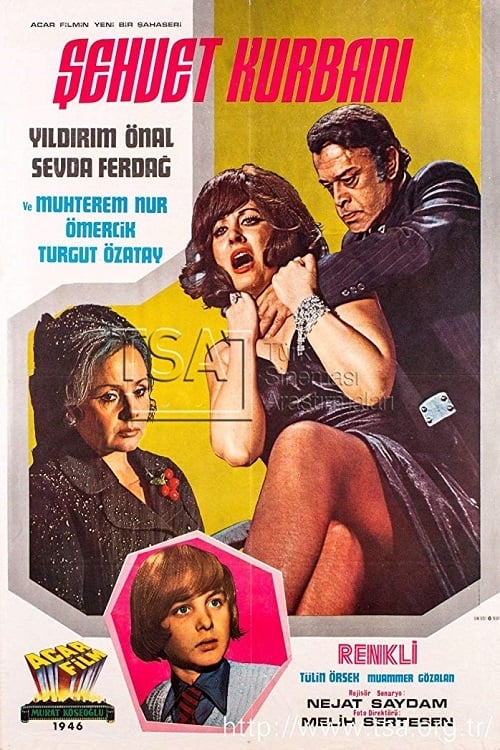 ACAR FİLMİN YENİ BİR ŞAHASERİ
ŞEHVET KURBANI
YILDIRIM ÖNAL
SEVDA FERDAĞ
Ve MUHTEREM NUR
ÖMERCİK
TURGUT ÖZATAY
TSA
Türk
Sineması
Araştırmaları
RENKLİ
TÜLİN ÖRSEK MUAMMER GÖZALAN
Rejisör Senaryo:
NEJAT SAYDAM
Foto Direktörü:
MELİH SERTESEN
ACAR
FİLM
MURAT KÖSEOĞLU
1946
http://www.tsa.org.tr/